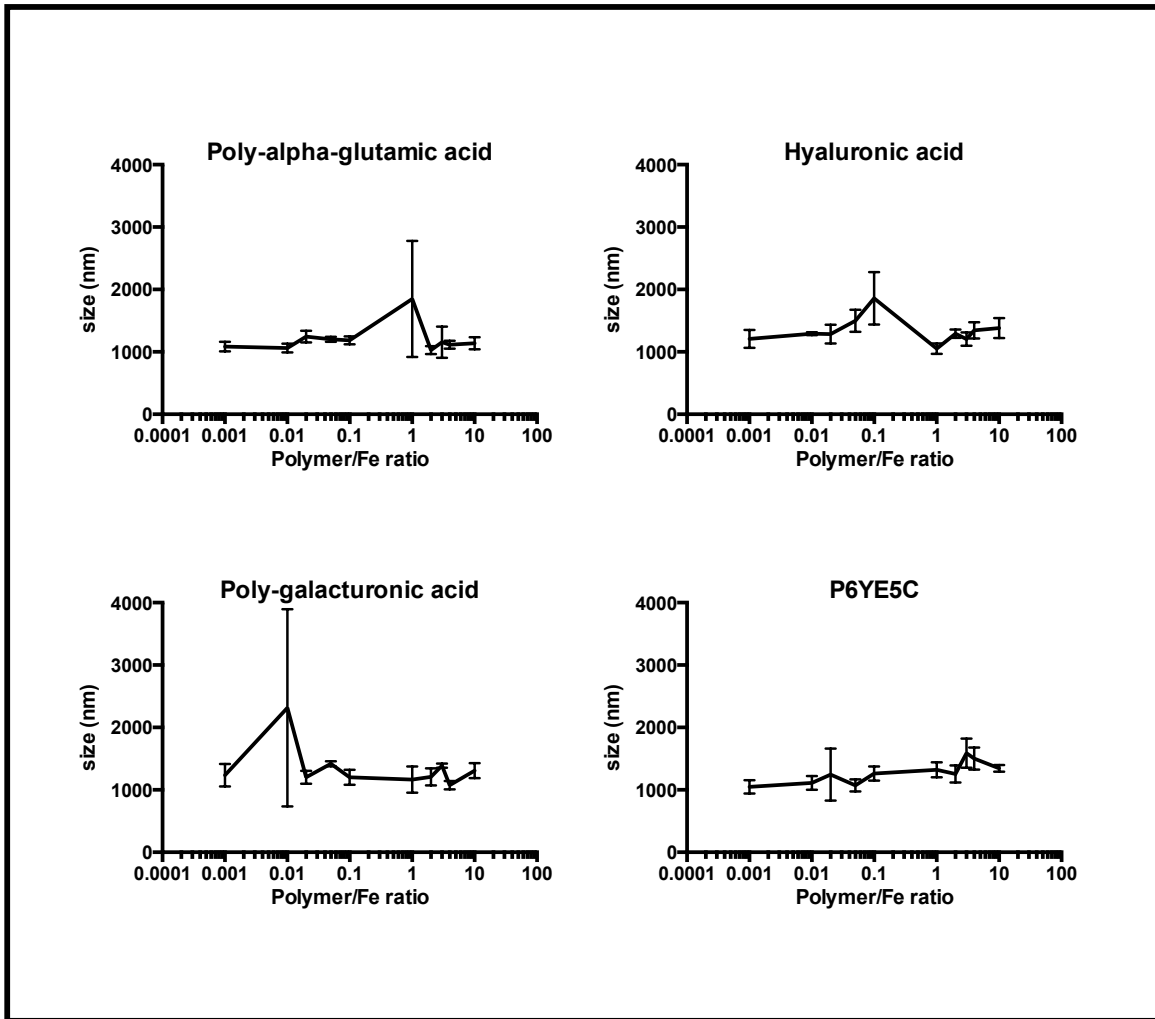 Poly-alpha-glutamic acid
4000
3000
2000
1000
0
size (nm)
0.0001 0.001 0.01 0.1 1 10 100
Polymer/Fe ratio
Hyaluronic acid
4000
3000
2000
1000
0
size (nm)
0.0001 0.001 0.01 0.1 1 10 100
Polymer/Fe ratio
Poly-galacturonic acid
4000
3000
2000
1000
0
size (nm)
0.0001 0.001 0.01 0.1 1 10 100
Polymer/Fe ratio
P6YE5C
4000
3000
2000
1000
0
size (nm)
0.0001 0.001 0.01 0.1 1 10 100
Polymer/Fe ratio